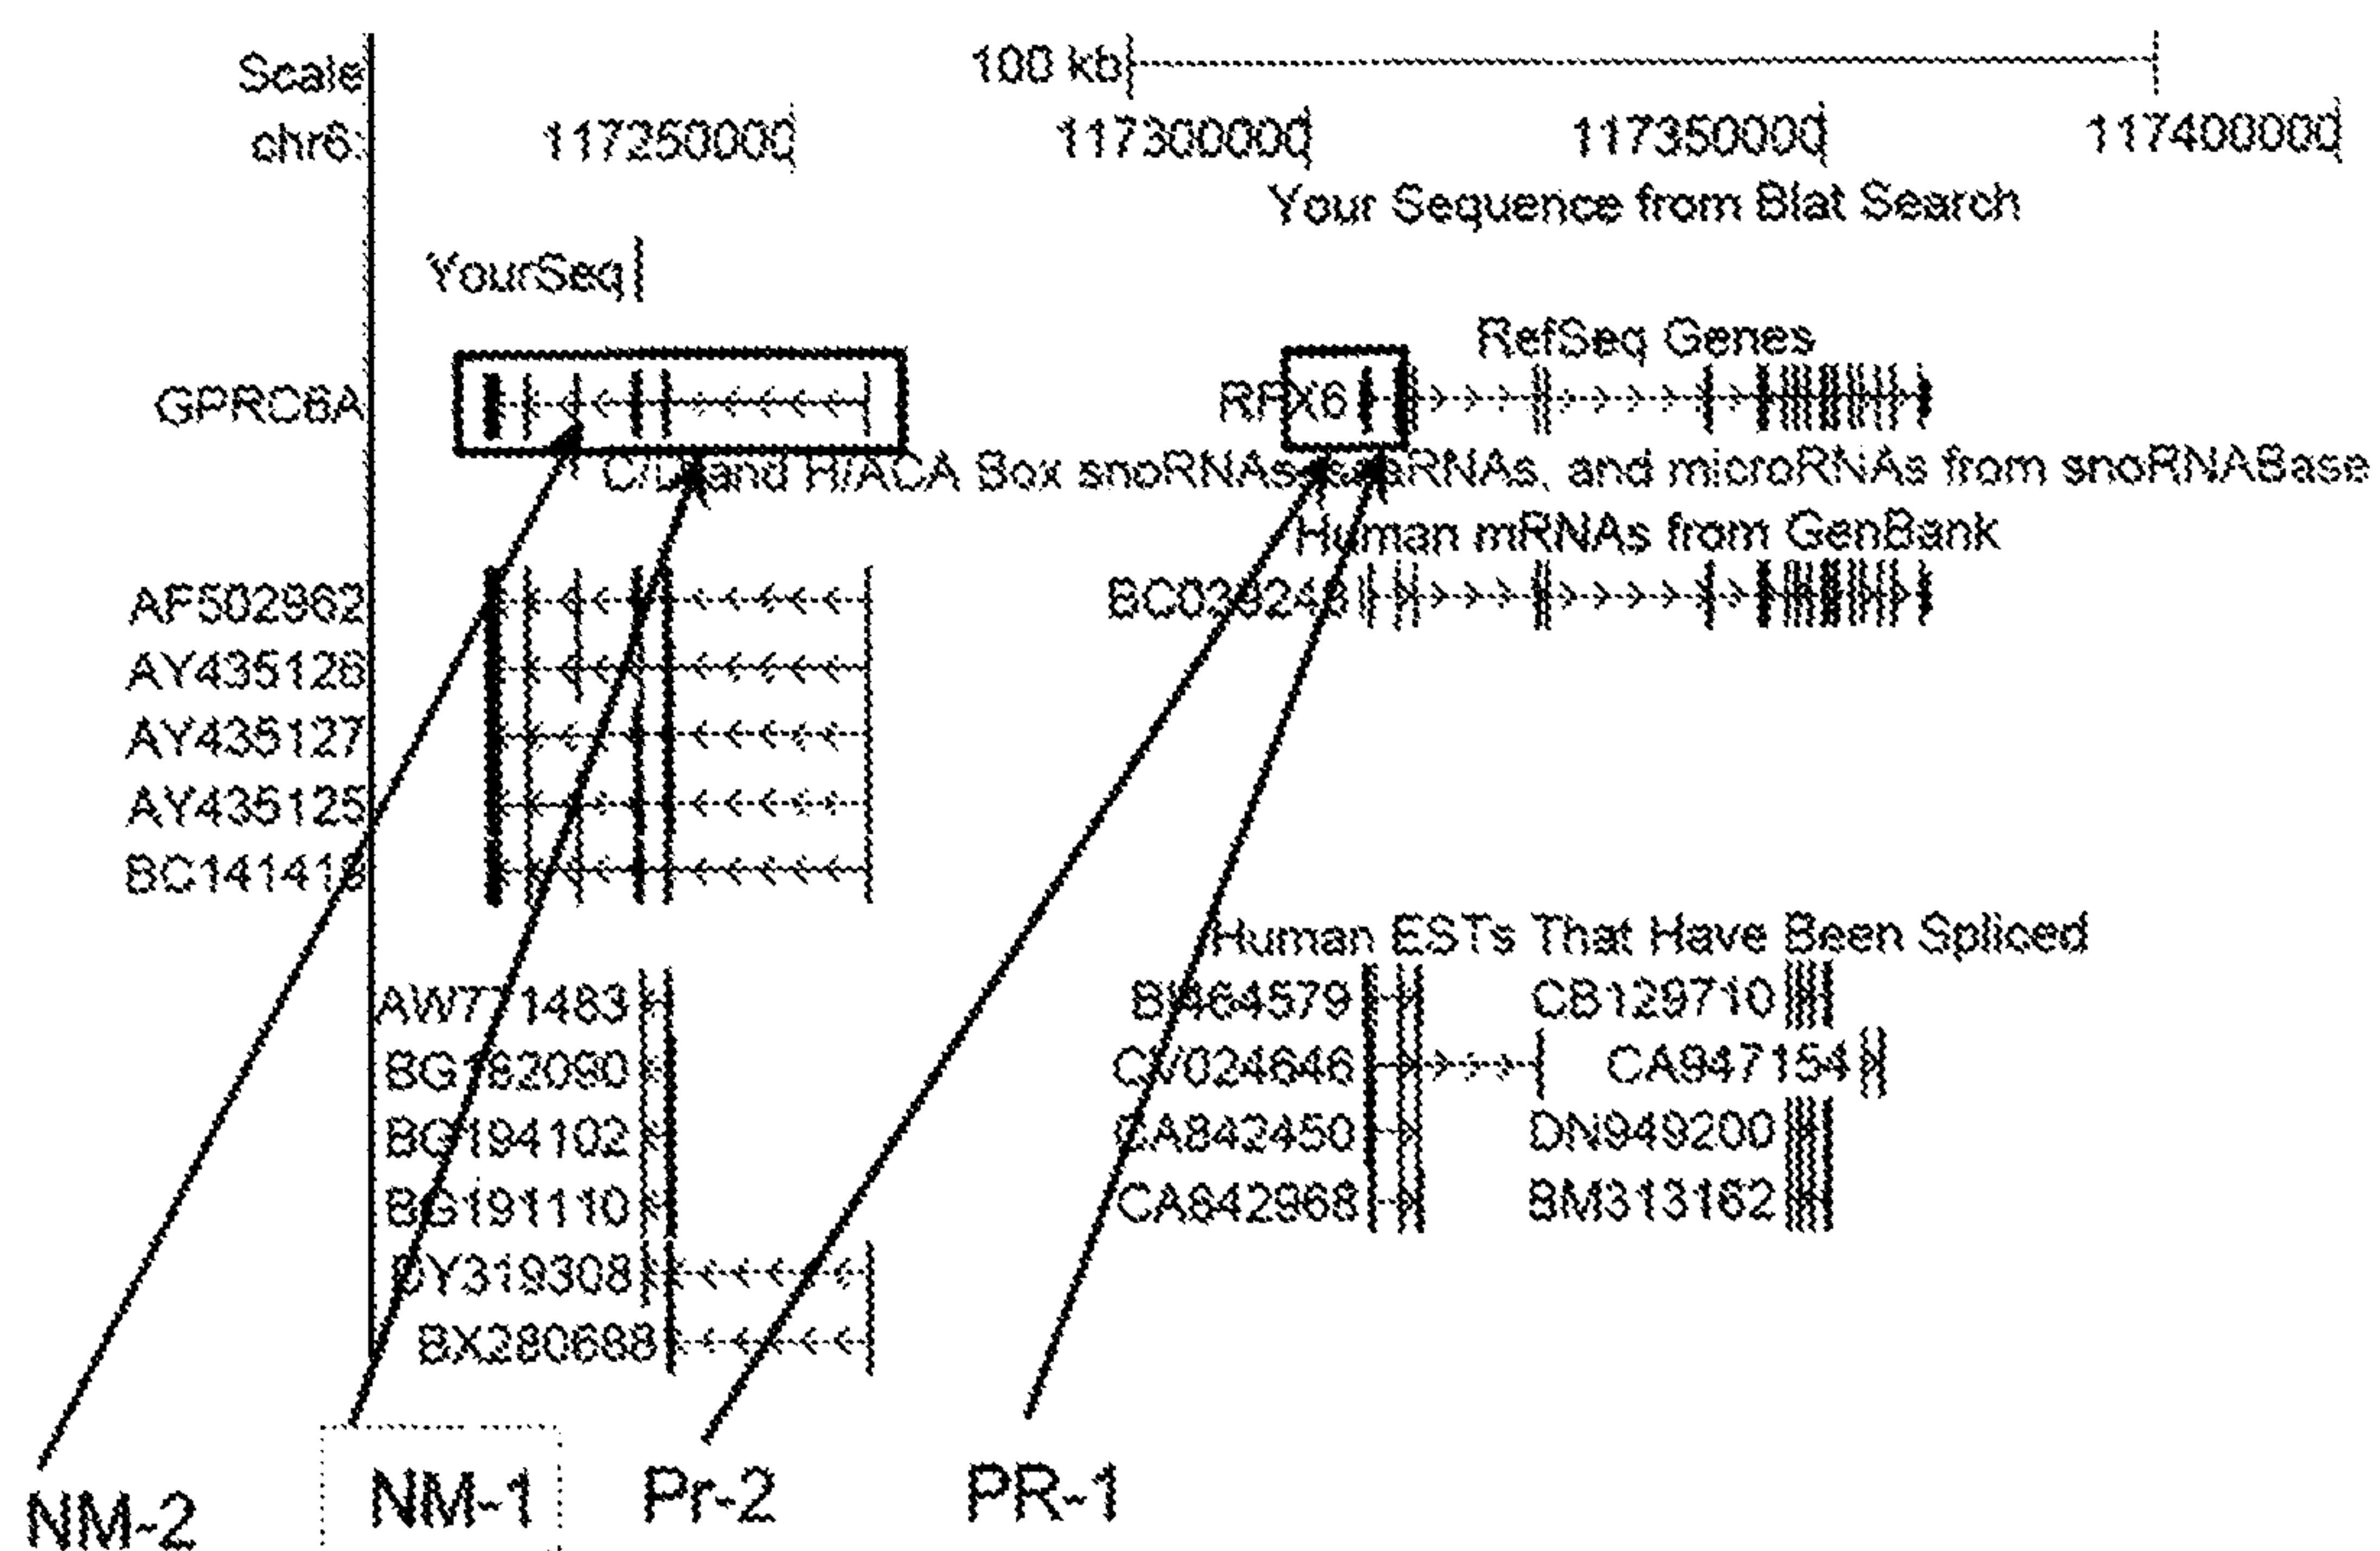 Scale 100 kb
chr6: 117250000 117300000 117350000 117400000
Your Sequence from Blat Search
YourSeq
RefSeq Genes
GPRC6A RFX6
C/D and H/ACA Box snoRNAs, scaRNAs, and microRNAs from snoRNABase
Human mRNAs from GenBank
AF502962
AY435126
AY435127
AY435125
BC141418
Human ESTs That Have Been Spliced
AW771483 CB129710
BG182090 CV024646 CA947154
BG194102 CA842450 DN949200
BG191110 CA842968 BM313162
DY319308
BX280688
NM-2 NM-1 Pr-2 PR-1